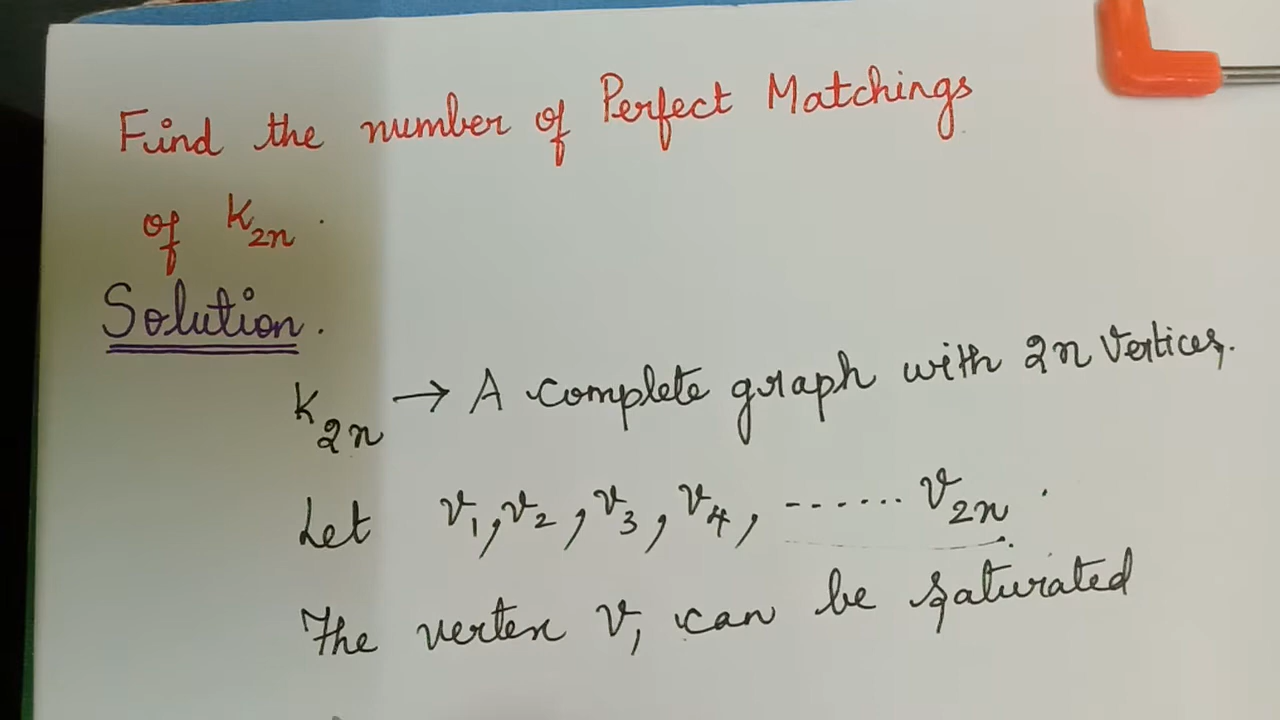 Find the number of Perfect Matchings
of K₂ₙ.
Solution.
K₂ₙ → A complete graph with 2n vertices.
Let v₁, v₂, v₃, v₄, ------- v₂ₙ.
The vertex v₁ can be saturated